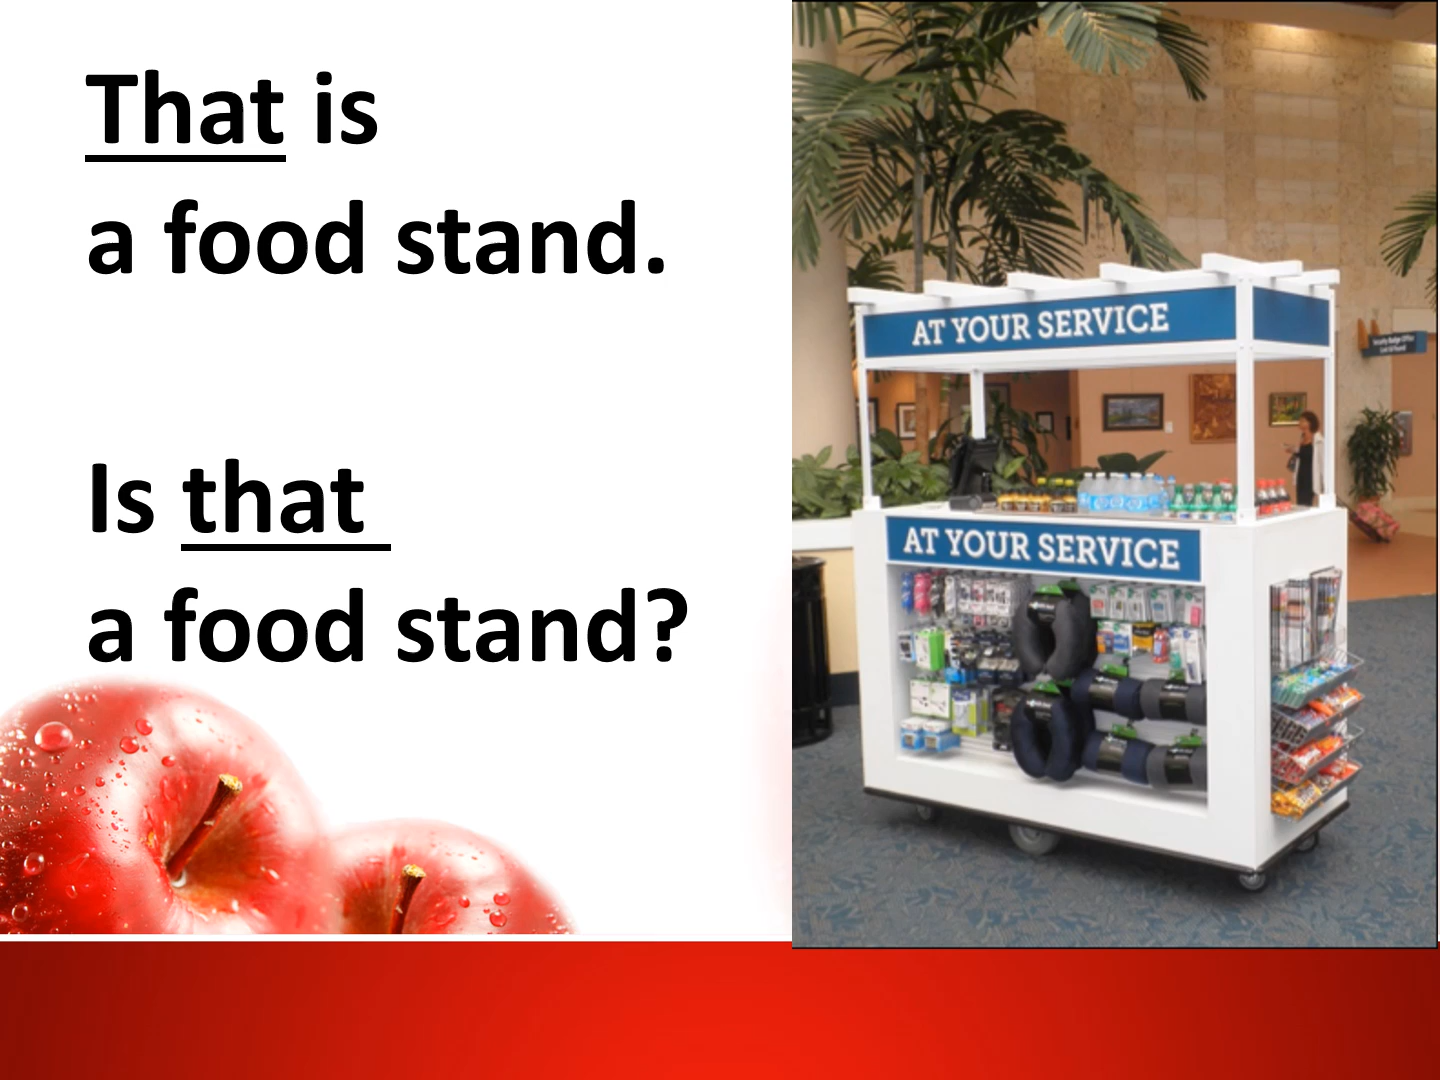 That is
a food stand.
Is that
a food stand?
AT YOUR SERVICE
AT YOUR SERVICE